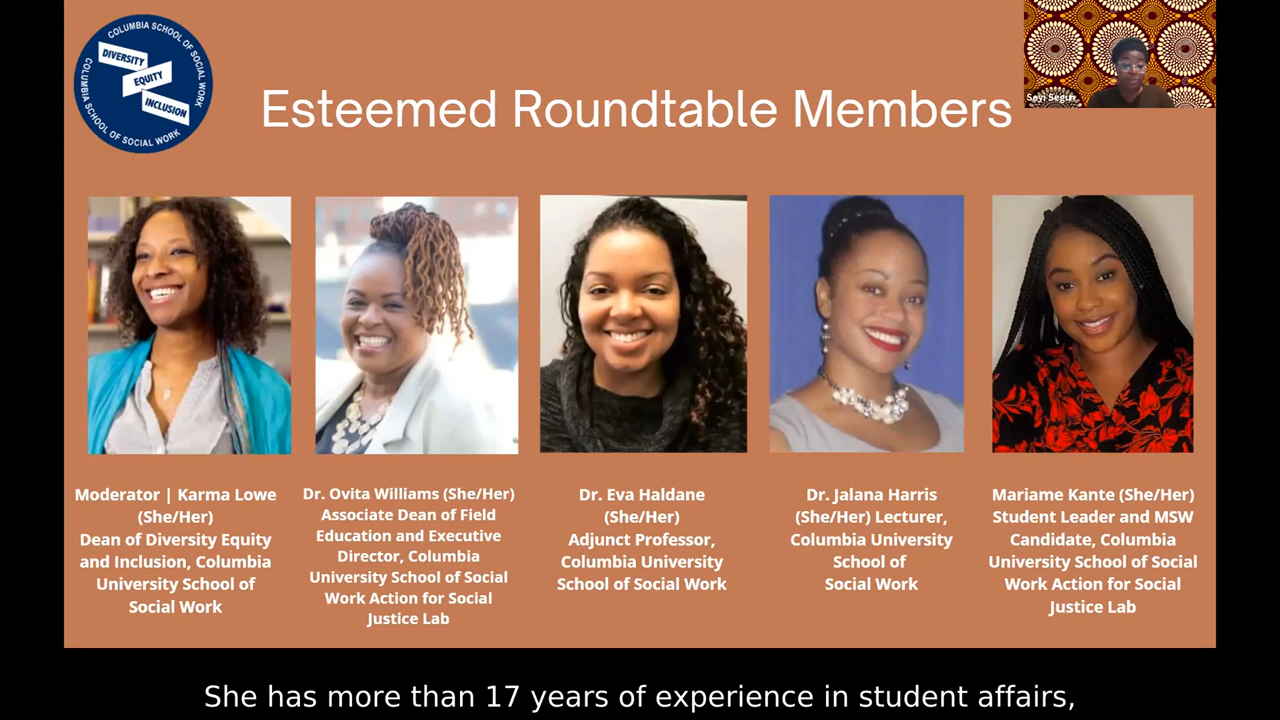 COLUMBIA SCHOOL OF SOCIAL WORK
DIVERSITY
EQUITY
INCLUSION
COLUMBIA SCHOOL OF SOCIAL WORK
Esteemed Roundtable Members
Seyi Segun
Moderator | Karma Lowe
(She/Her)
Dean of Diversity Equity
and Inclusion, Columbia
University School of
Social Work
Dr. Ovita Williams (She/Her)
Associate Dean of Field
Education and Executive
Director, Columbia
University School of Social
Work Action for Social
Justice Lab
Dr. Eva Haldane
(She/Her)
Adjunct Professor,
Columbia University
School of Social Work
Dr. Jalana Harris
(She/Her) Lecturer,
Columbia University
School of
Social Work
Mariame Kante (She/Her)
Student Leader and MSW
Candidate, Columbia
University School of Social
Work Action for Social
Justice Lab
She has more than 17 years of experience in student affairs,